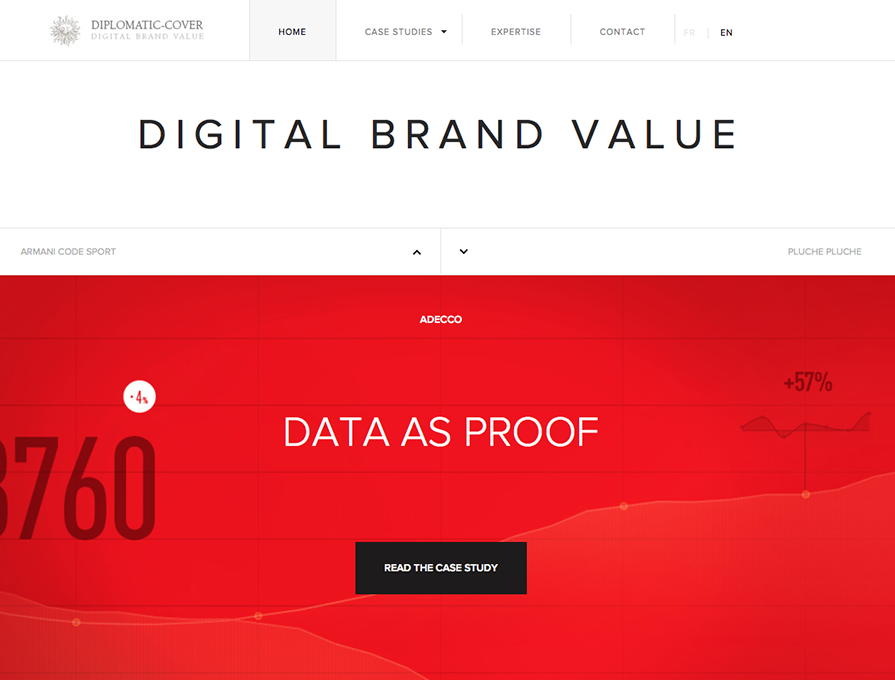 DIPLOMATIC-COVER
DIGITAL BRAND VALUE
HOME
CASE STUDIES
EXPERTISE
CONTACT
FR
EN
DIGITAL BRAND VALUE
ARMANI CODE SPORT
PLUCHE PLUCHE
ADECCO
+57%
- 4%
DATA AS PROOF
760
READ THE CASE STUDY